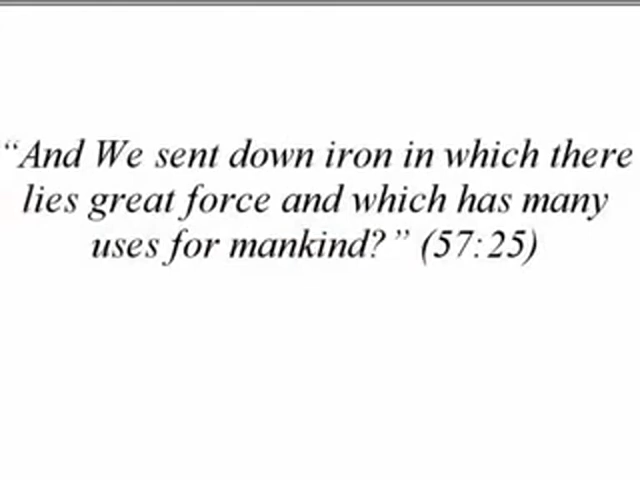 “And We sent down iron in which there
lies great force and which has many
uses for mankind?” (57:25)